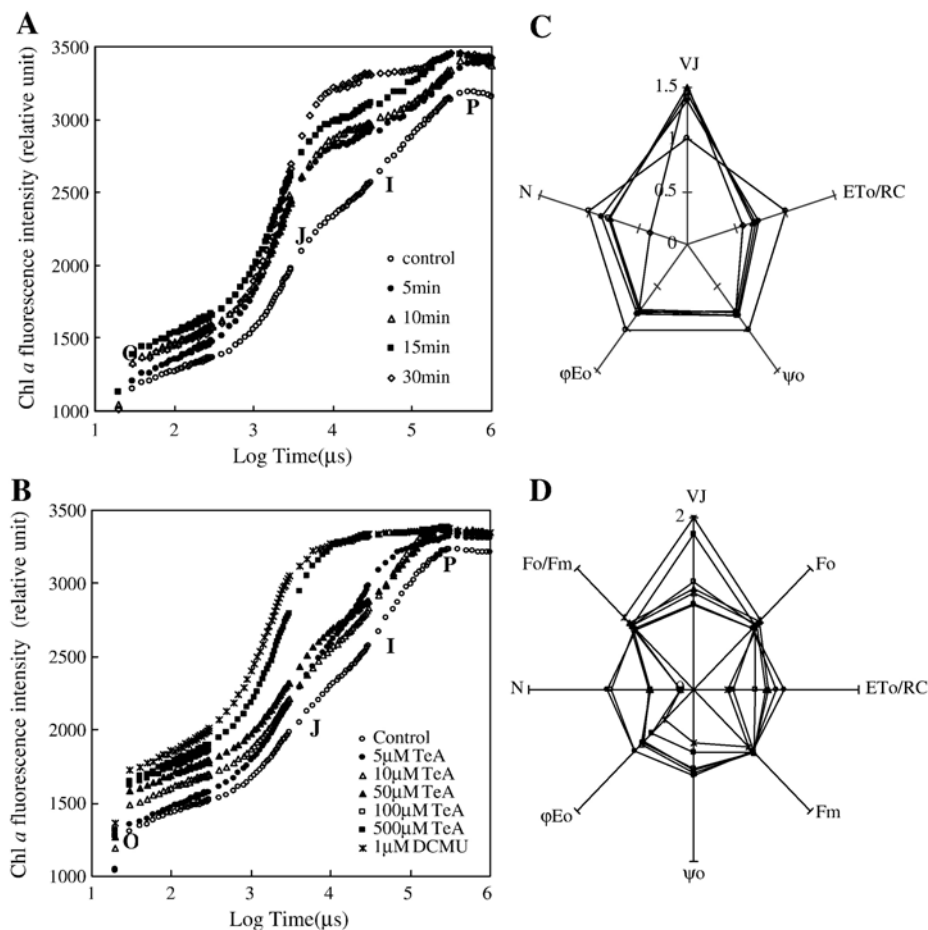 A
Chl a fluorescence intensity (relative unit)
3500
3000
2500
2000
1500
1000
O
J
I
P
control
5min
10min
15min
30min
1 2 3 4 5 6
Log Time(μs)
C
VJ
1.5
1
0.5
0
N
ETo/RC
φEo
ψo
B
Chl a fluorescence intensity (relative unit)
3500
3000
2500
2000
1500
1000
O
J
I
P
Control
5μM TeA
10μM TeA
50μM TeA
100μM TeA
500μM TeA
1μM DCMU
1 2 3 4 5 6
Log Time(μs)
D
VJ
2
Fo/Fm
Fo
N
0
ETo/RC
φEo
Fm
ψo